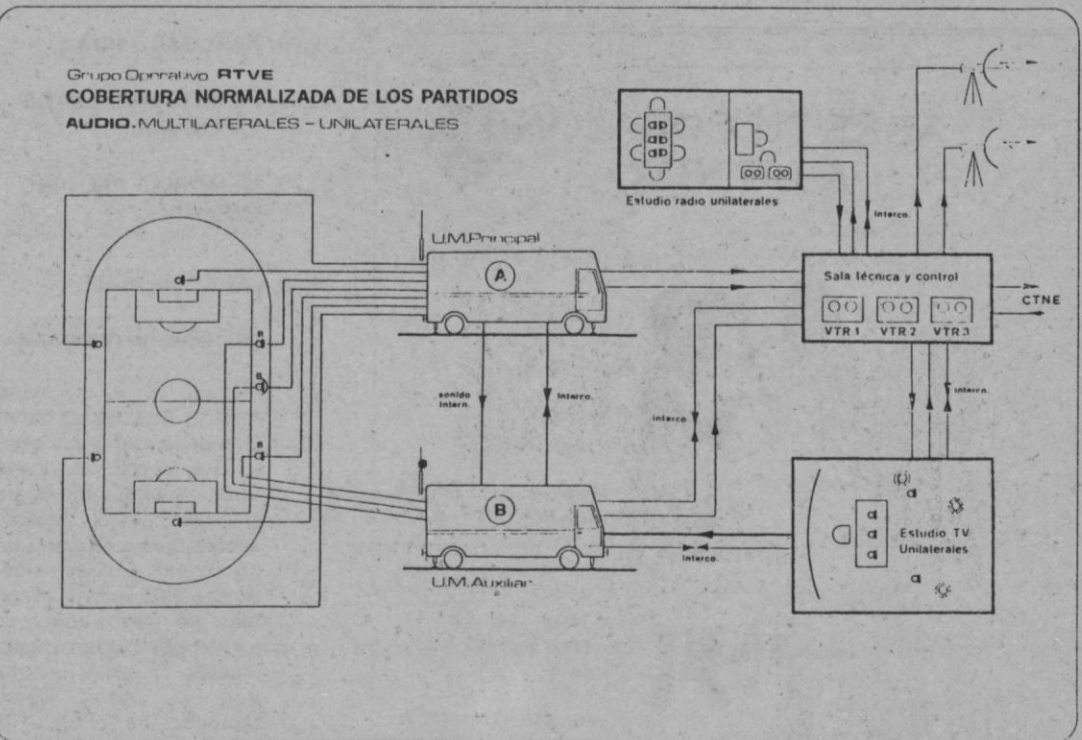 Grupo Operativo RTVE
COBERTURA NORMALIZADA DE LOS PARTIDOS
AUDIO. MULTILATERALES - UNILATERALES
Estudio radio unilaterales
interco.
U.M. Principal
A
Sala técnica y control
VTR 1 VTR 2 VTR 3
CTNE
R
R
R
sonido
intern.
interco.
interco
interco.
B
U.M. Auxiliar
interco.
Estudio TV
Unilaterales